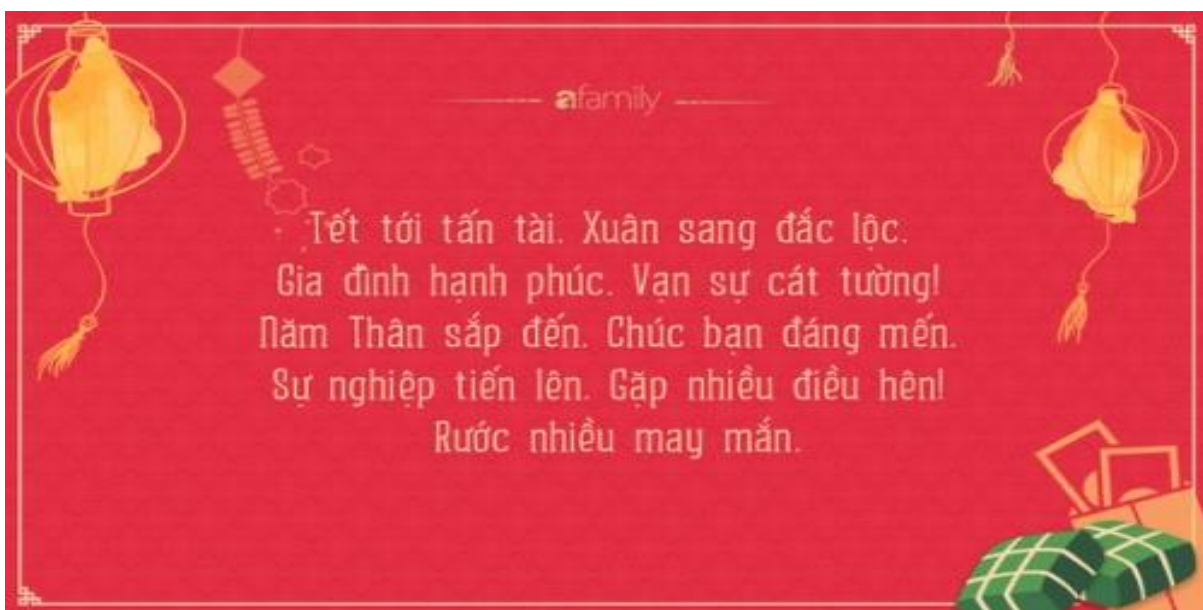 afamily
Tết tới tấn tài. Xuân sang đắc lộc.
Gia đình hạnh phúc. Vạn sự cát tường!
Năm Thân sắp đến. Chúc bạn đáng mến.
Sự nghiệp tiến lên. Gặp nhiều điều hên!
Rước nhiều may mắn.